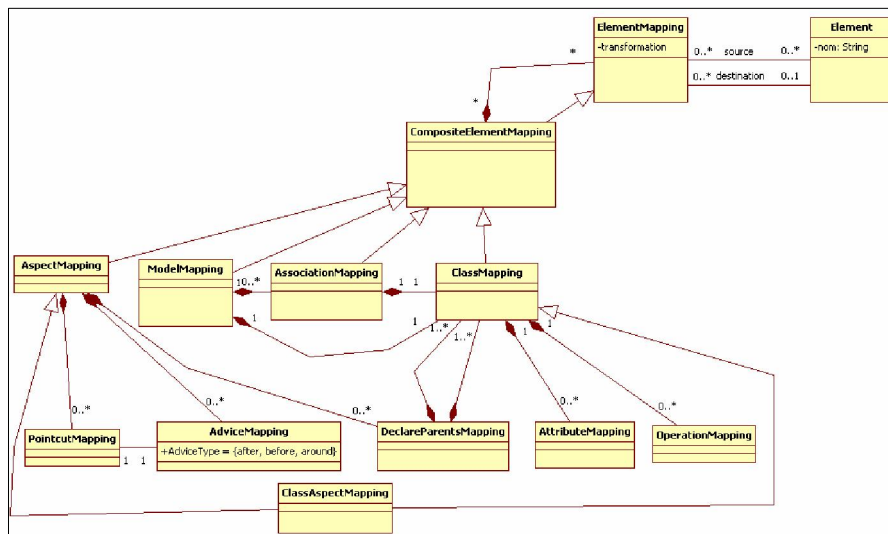 ElementMapping
Element
-transformation
0..* source 0..*
-nom: String
0..* destination 0..1
*
*
CompositeElementMapping
AspectMapping
ModelMapping
1 0..*
AssociationMapping
1 1
ClassMapping
1
1
1..*
1..*
1
1
0..*
0..*
0..*
0..*
0..*
PointcutMapping
1 1
AdviceMapping
+AdviceType = {after, before, around}
DeclareParentsMapping
AttributeMapping
OperationMapping
ClassAspectMapping